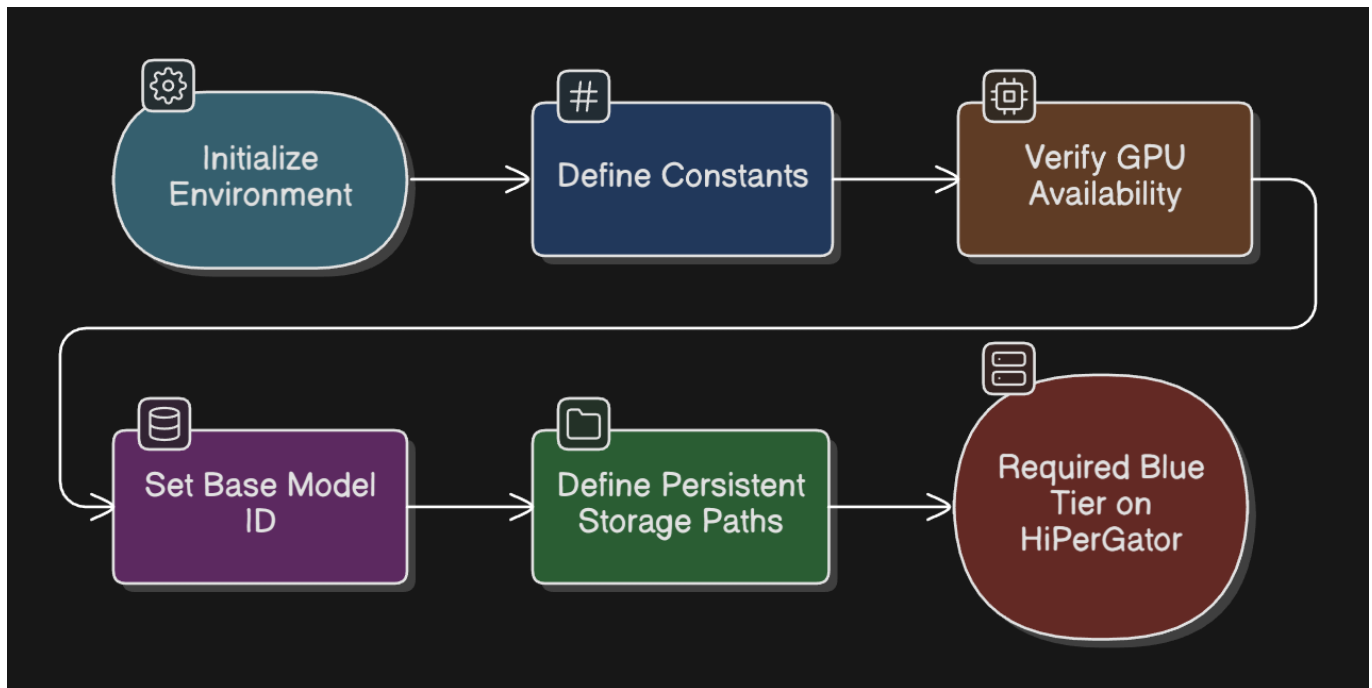 Initialize
Environment
Define Constants
Verify GPU
Availability
Set Base Model
ID
Define Persistent
Storage Paths
Required Blue
Tier on
HiPerGator